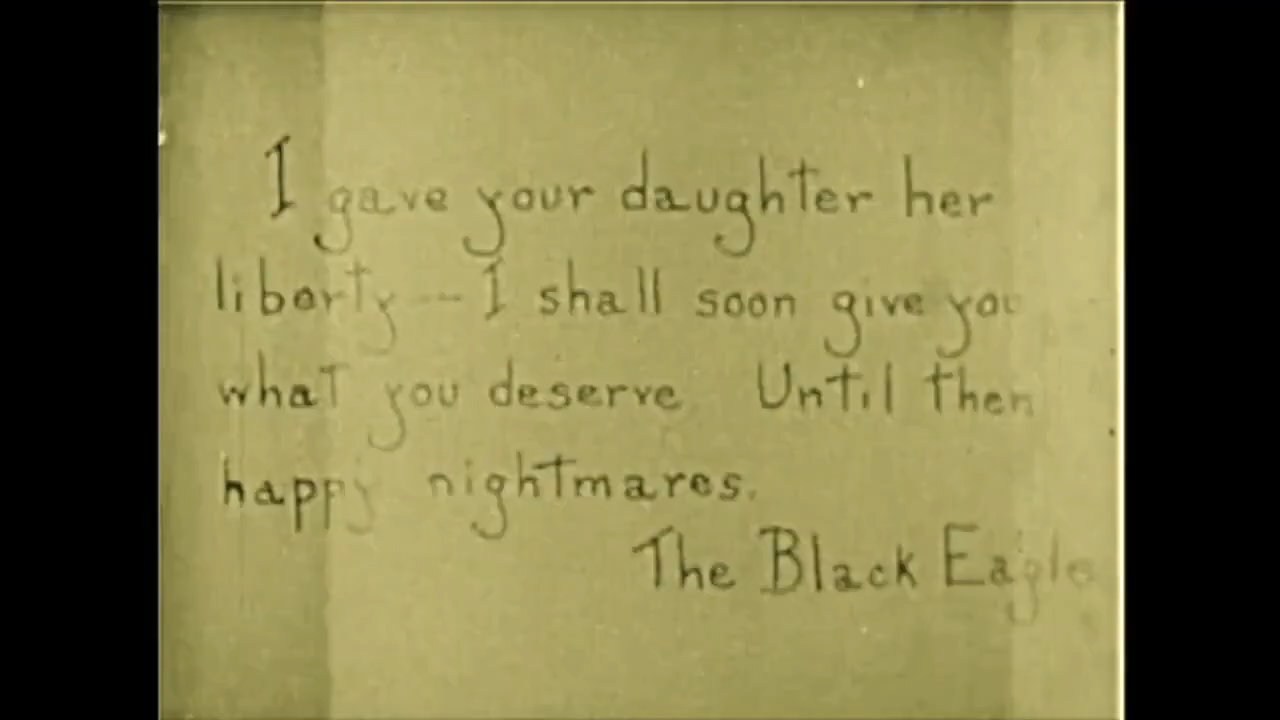 I gave your daughter her
liberty -- I shall soon give you
what you deserve. Until then
happy nightmares.
The Black Eagle